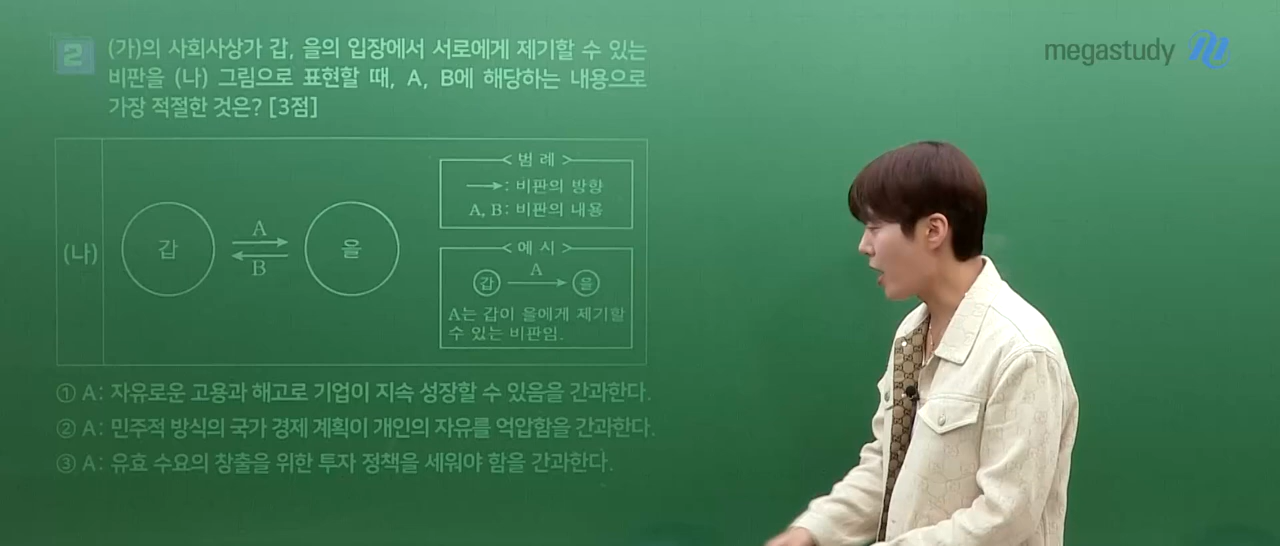 2 (가)의 사회사상가 갑, 을의 입장에서 서로에게 제기할 수 있는
비판을 (나) 그림으로 표현할 때, A, B에 해당하는 내용으로
가장 적절한 것은? [3점]
megastudy
(나)
갑
A
B
을
범 례
: 비판의 방향
A, B: 비판의 내용
예 시
갑
A
을
A는 갑이 을에게 제기할
수 있는 비판임.
① A: 자유로운 고용과 해고로 기업이 지속 성장할 수 있음을 간과한다.
② A: 민주적 방식의 국가 경제 계획이 개인의 자유를 억압함을 간과한다.
③ A: 유효 수요의 창출을 위한 투자 정책을 세워야 함을 간과한다.